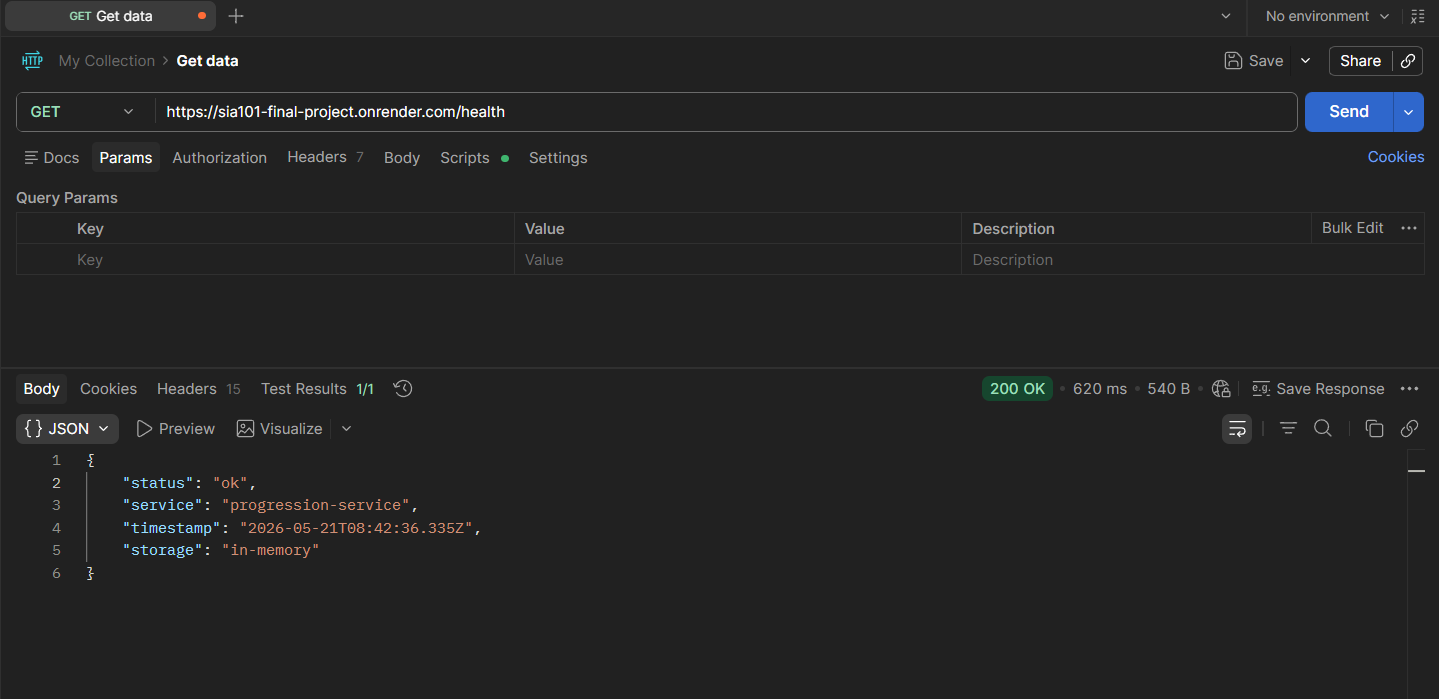 GET Get data
No environment
HTTP My Collection > Get data
Save
Share
GET
https://sia101-final-project.onrender.com/health
Send
Docs Params Authorization Headers 7 Body Scripts Settings
Cookies
Query Params
Key Value Description Bulk Edit
Key Value Description
Body Cookies Headers 15 Test Results 1/1
200 OK • 620 ms • 540 B •
e.g. Save Response
{} JSON Preview Visualize
1 {
2 "status": "ok",
3 "service": "progression-service",
4 "timestamp": "2026-05-21T08:42:36.335Z",
5 "storage": "in-memory"
6 }